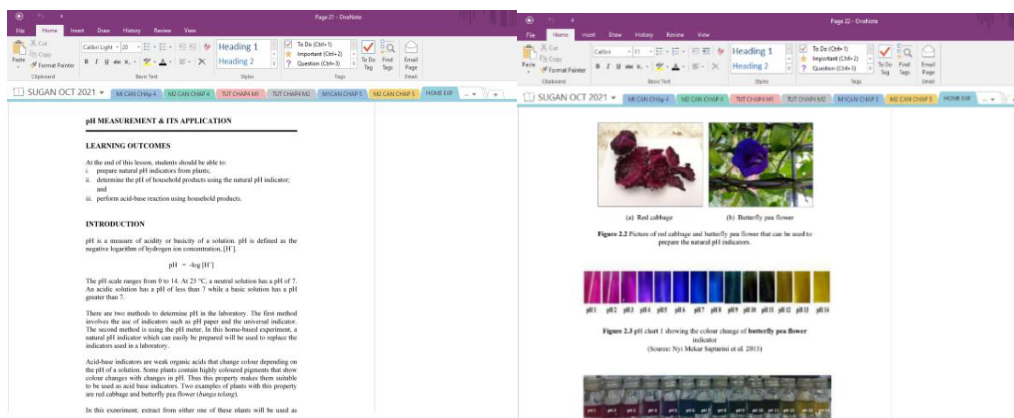 Page 21 - OneNote
File Home Insert Draw History Review View
Cut
Copy
Paste Format Painter
Clipboard
Calibri Light 20
B I U abc
Basic Text
Heading 1
Heading 2
Styles
To Do (Ctrl+1)
Important (Ctrl+2)
Question (Ctrl+3)
Tags
To Do Tag
Find Tags
Email Page
Email
SUGAN OCT 2021 M1 CAN CHAp 4 M2 CAN CHAP 4 TUT CHAP4 M1 TUT CHAP4 M2 M1CAN CHAP 5 M2 CAN CHAP 5 HOME EXP
pH MEASUREMENT & ITS APPLICATION
LEARNING OUTCOMES
At the end of this lesson, students should be able to:
i. prepare natural pH indicators from plants;
ii. determine the pH of household products using the natural pH indicator;
and
iii. perform acid-base reaction using household products.
INTRODUCTION
pH is a measure of acidity or basicity of a solution. pH is defined as the
negative logarithm of hydrogen ion concentration, [H⁺].
pH = -log [H⁺]
The pH scale ranges from 0 to 14. At 25 °C, a neutral solution has a pH of 7.
An acidic solution has a pH of less than 7 while a basic solution has a pH
greater than 7.
There are two methods to determine pH in the laboratory. The first method
involves the use of indicators such as pH paper and the universal indicator.
The second method is using the pH meter. In this home-based experiment, a
natural pH indicator which can easily be prepared will be used to replace the
indicators used in a laboratory.
Acid-base indicators are weak organic acids that change colour depending on
the pH of a solution. Some plants contain highly coloured pigments that show
colour changes with changes in pH. Thus this property makes them suitable
to be used as acid base indicators. Two examples of plants with this property
are red cabbage and butterfly pea flower (bunga telang).
In this experiment, extract from either one of these plants will be used as
Page 22 - OneNote
File Home Insert Draw History Review View
Cut
Copy
Paste Format Painter
Clipboard
Calibri 11
B I U abc
Basic Text
Heading 1
Heading 2
Styles
To Do (Ctrl+1)
Important (Ctrl+2)
Question (Ctrl+3)
Tags
To Do Tag
Find Tags
Email Page
Email
SUGAN OCT 2021 M1 CAN CHAp 4 M2 CAN CHAP 4 TUT CHAP4 M1 TUT CHAP4 M2 M1CAN CHAP 5 M2 CAN CHAP 5 HOME EXP
(a) Red cabbage (b) Butterfly pea flower
Figure 2.2 Picture of red cabbage and butterfly pea flower that can be used to
prepare the natural pH indicators.
pH1 pH2 pH3 pH4 pH5 pH6 pH7 pH8 pH9 pH10 pH11 pH12 pH13 pH14
Figure 2.3 pH chart 1 showing the colour change of butterfly pea flower
indicator
(Source: Nyi Mekar Saptarini et al. 2015)